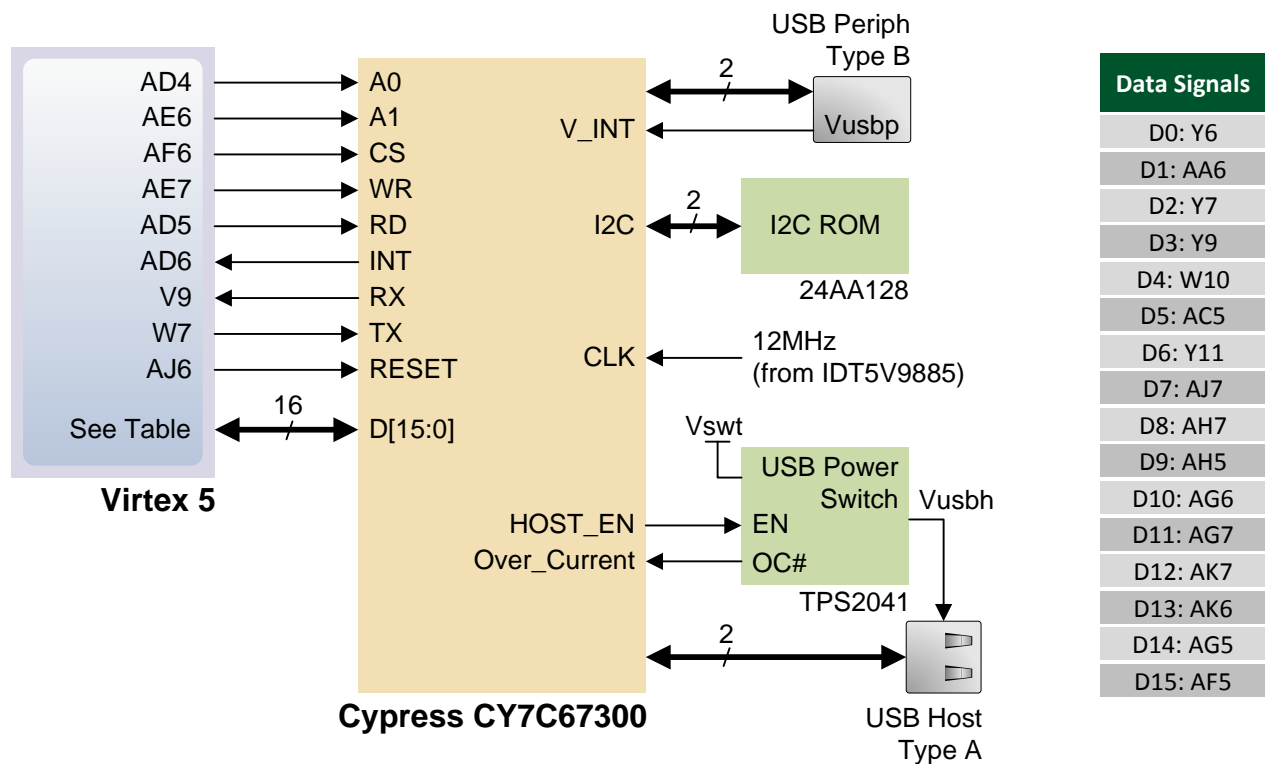 USB Periph
Type B
AD4
A0
AE6
A1
AF6
CS
AE7
WR
AD5
RD
AD6
INT
V9
RX
W7
TX
AJ6
RESET
See Table
16
D[15:0]
Virtex 5
2
V_INT
Vusbp
I2C
2
I2C ROM
24AA128
CLK
12MHz
(from IDT5V9885)
Vswt
USB Power
Switch
Vusbh
HOST_EN
EN
Over_Current
OC#
TPS2041
2
Cypress CY7C67300
USB Host
Type A
Data Signals
D0: Y6
D1: AA6
D2: Y7
D3: Y9
D4: W10
D5: AC5
D6: Y11
D7: AJ7
D8: AH7
D9: AH5
D10: AG6
D11: AG7
D12: AK7
D13: AK6
D14: AG5
D15: AF5